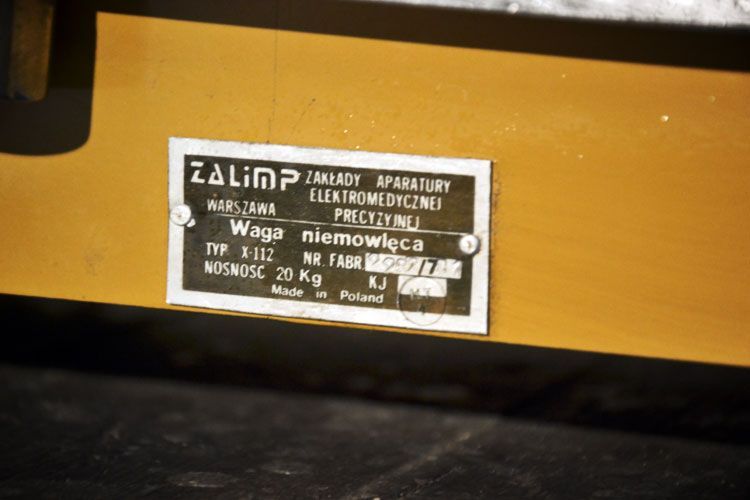 ZALIMP ZAKŁADY APARATURY
ELEKTROMEDYCZNEJ
WARSZAWA PRECYZYJNEJ
Waga niemowlęca
TYP X-112 NR. FABR.
NOSNOSC 20 Kg KJ
Made in Poland